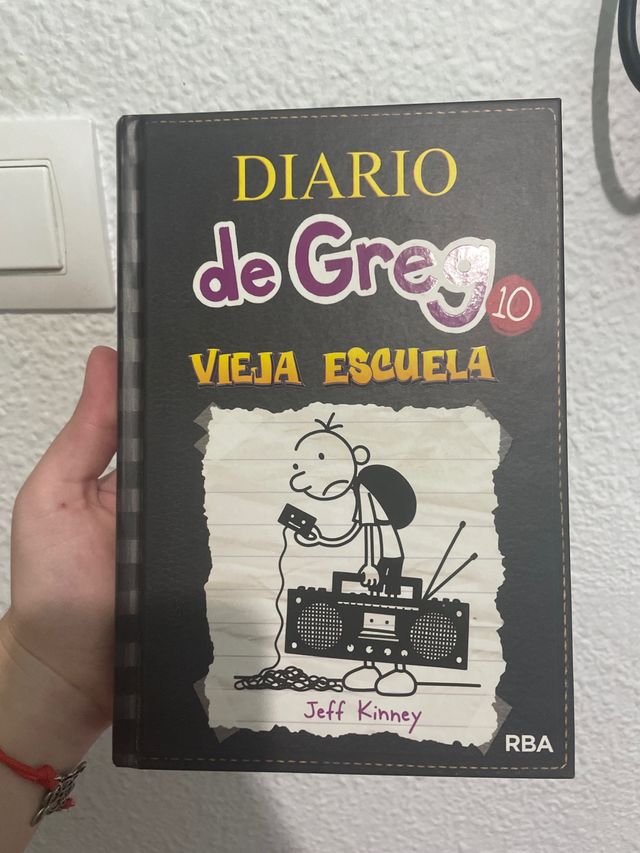 DIARIO
de Greg
10
VIEJA ESCUELA
Jeff Kinney
RBA